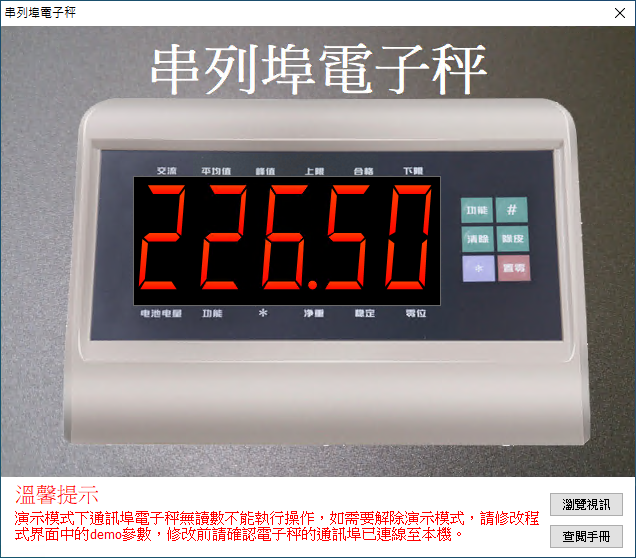 串列埠電子秤
串列埠電子秤
交流 平均值 峰值 上限 合格 下限
226.50
功能 #
清除 除皮
* 置零
电池电量 功能 * 净重 稳定 零位
溫馨提示
演示模式下通訊埠電子秤無讀數不能執行操作，如需要解除演示模式，請修改程
式界面中的demo參數，修改前請確認電子秤的通訊埠已連線至本機。
瀏覽視訊
查閱手冊